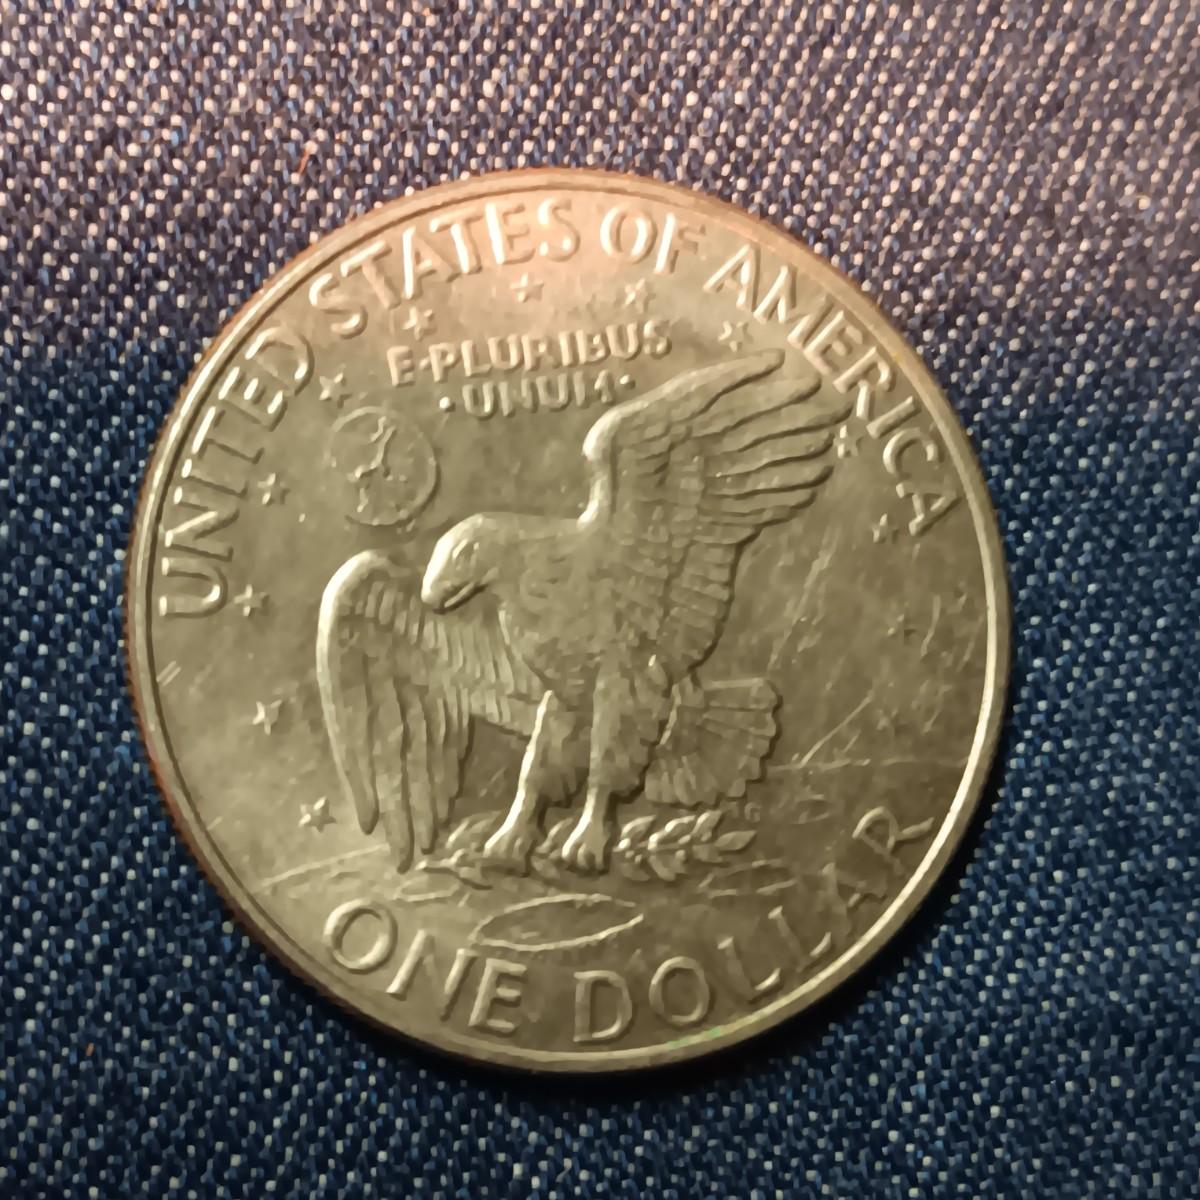 UNITED STATES OF AMERICA
E·PLURIBUS
·UNUM·
ONE DOLLAR